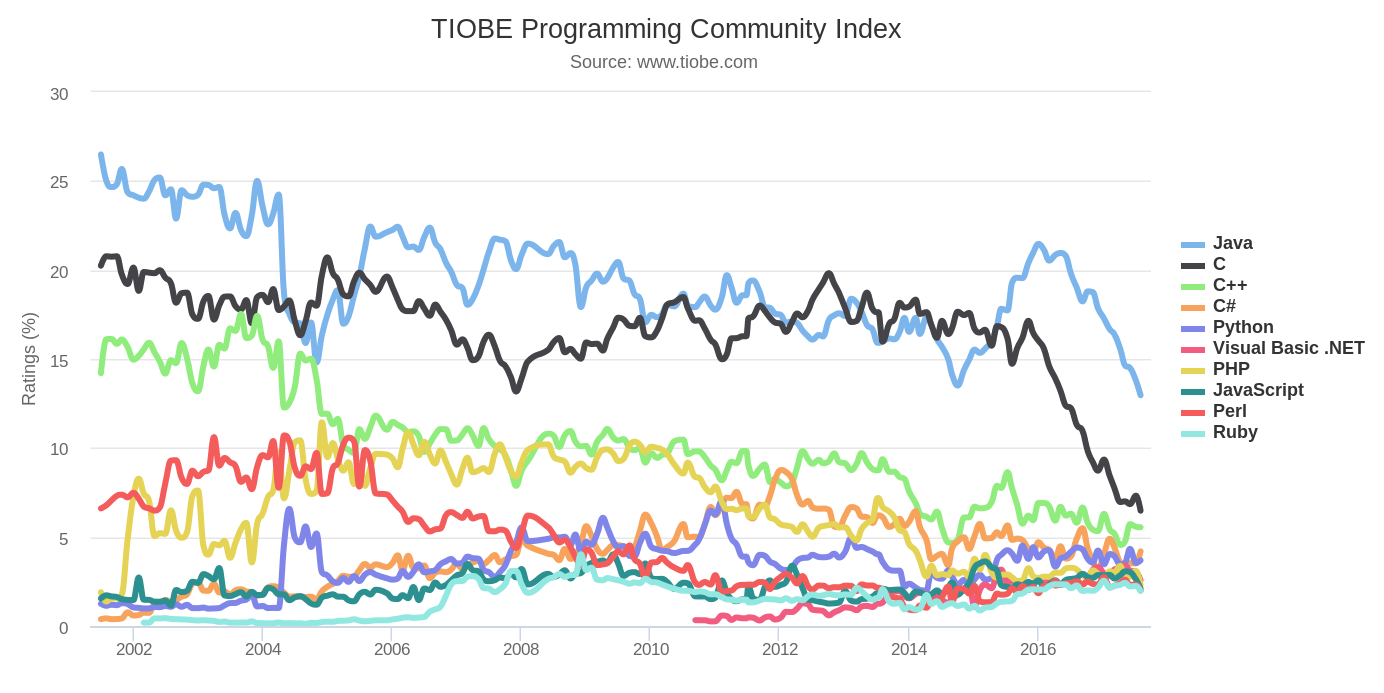 TIOBE Programming Community Index
Source: www.tiobe.com
Ratings (%)
30
25
20
15
10
5
0
2002 2004 2006 2008 2010 2012 2014 2016
Java
C
C++
C#
Python
Visual Basic .NET
PHP
JavaScript
Perl
Ruby